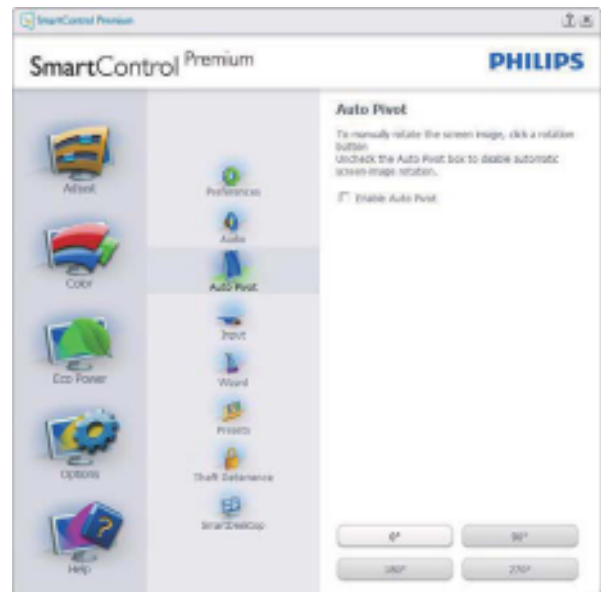 SmartControl Premium
SmartControl Premium
PHILIPS
Adjust
Color
Eco Power
Options
Help
Preferences
Audio
Auto Pivot
Input
Wizard
Presets
Theft Deterrence
SmartDesktop
Auto Pivot
To manually rotate the screen image, click a rotation
button
Uncheck the Auto Pivot box to disable automatic
screen image rotation.
Enable Auto Pivot
0°
90°
180°
270°